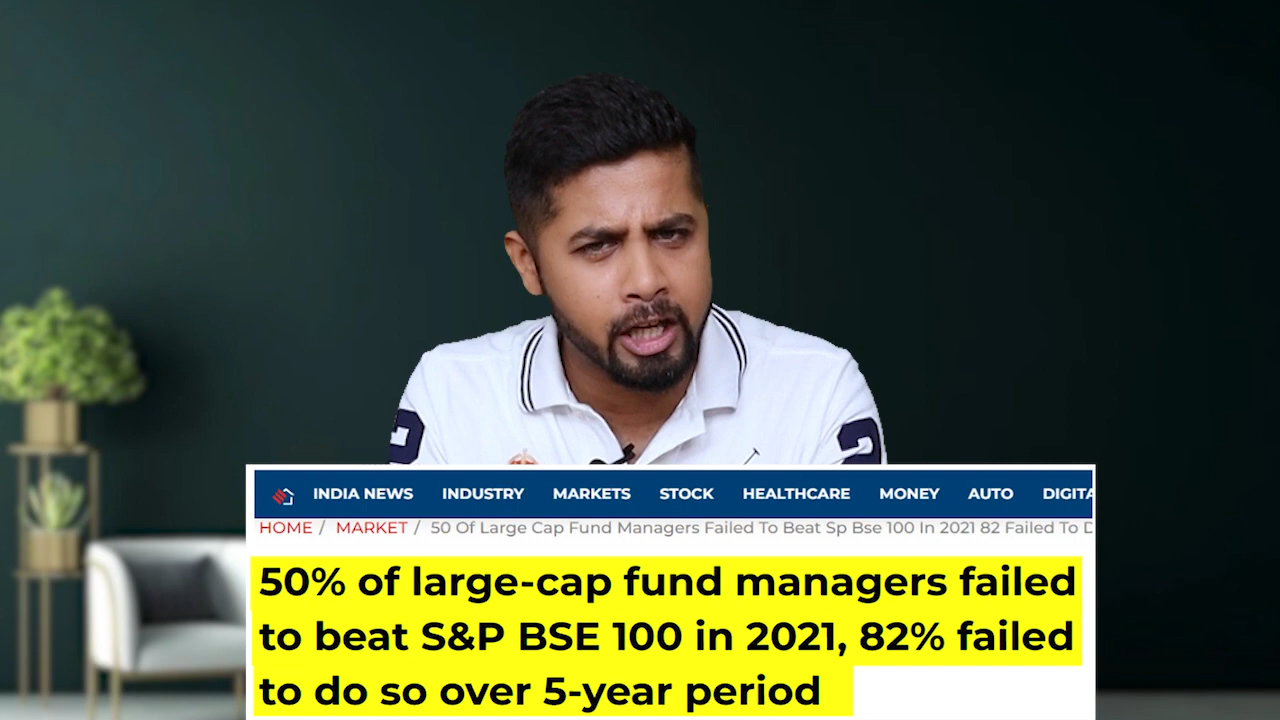 INDIA NEWS INDUSTRY MARKETS STOCK HEALTHCARE MONEY AUTO
HOME / MARKET / 50 Of Large Cap Fund Managers Failed To Beat Sp Bse 100 In 2021 82 Failed To
50% of large-cap fund managers failed
to beat S&P BSE 100 in 2021, 82% failed
to do so over 5-year period
2 2